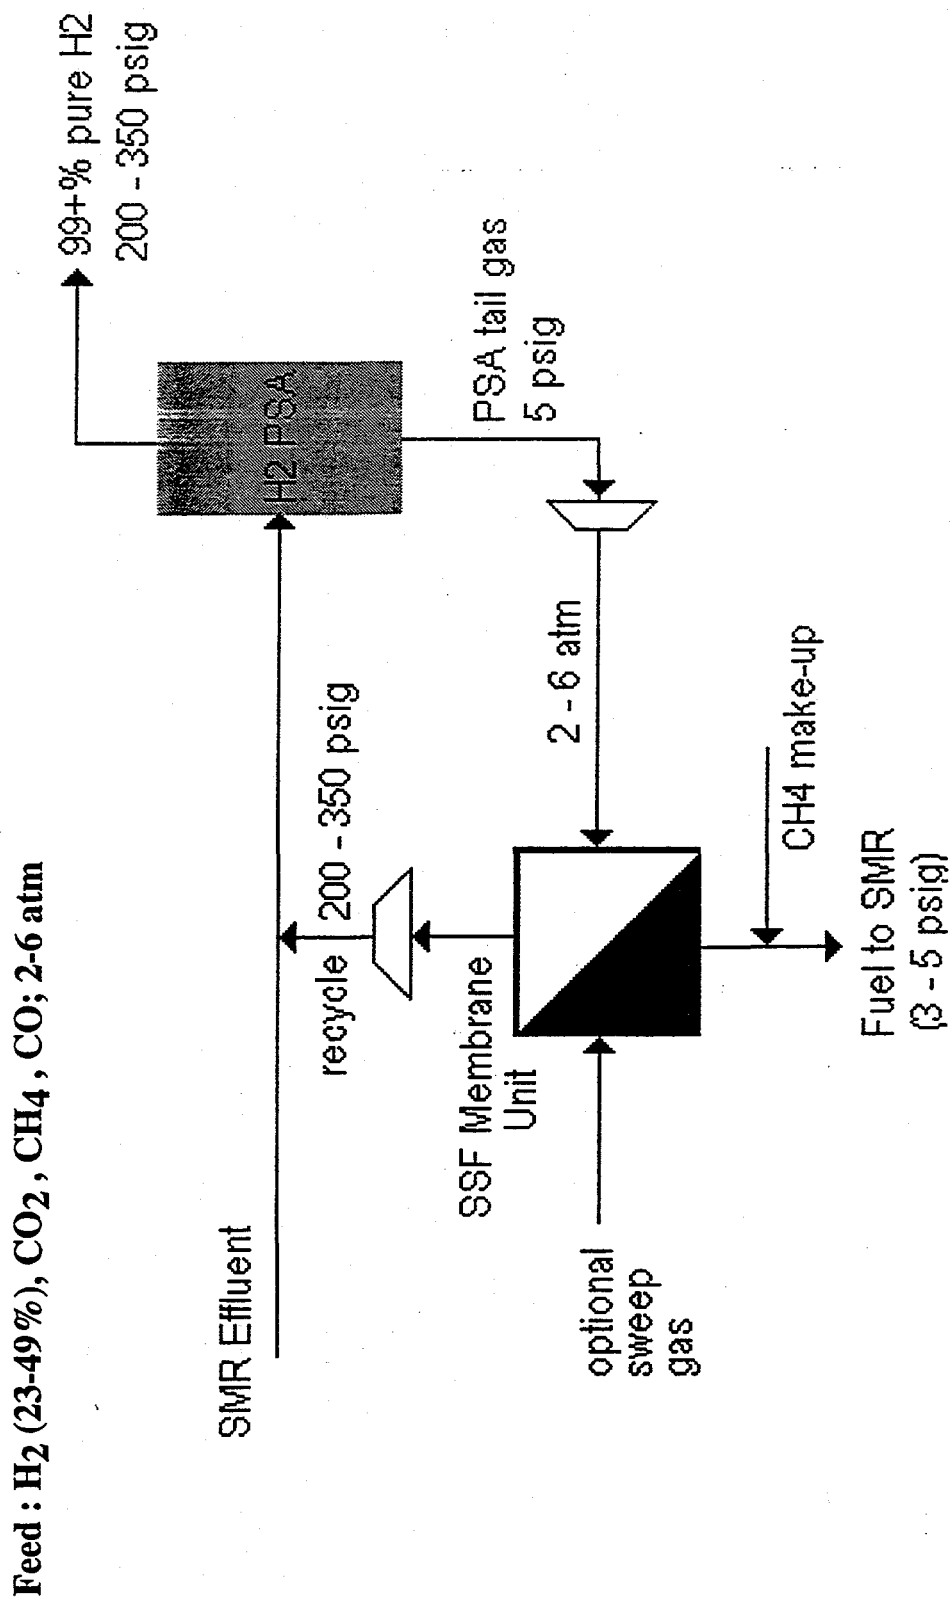 Feed : H2 (23-49%), CO2 , CH4 , CO; 2-6 atm
99+% pure H2
200 - 350 psig
SMR Effluent
H2 PSA
recycle
200 - 350 psig
PSA tail gas
5 psig
SSF Membrane
Unit
2 - 6 atm
optional
sweep
gas
CH4 make-up
Fuel to SMR
(3 - 5 psig)